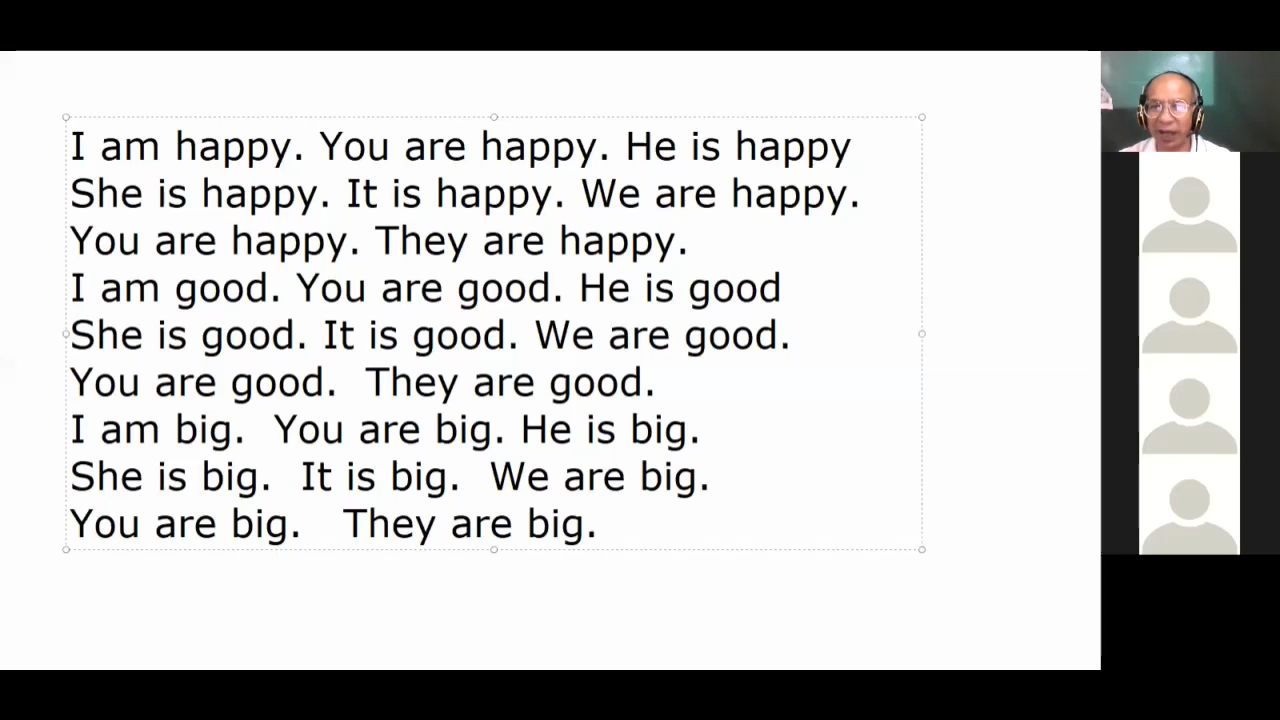 I am happy. You are happy. He is happy
She is happy. It is happy. We are happy.
You are happy. They are happy.
I am good. You are good. He is good
She is good. It is good. We are good.
You are good.  They are good.
I am big.  You are big. He is big.
She is big.  It is big.  We are big.
You are big.   They are big.